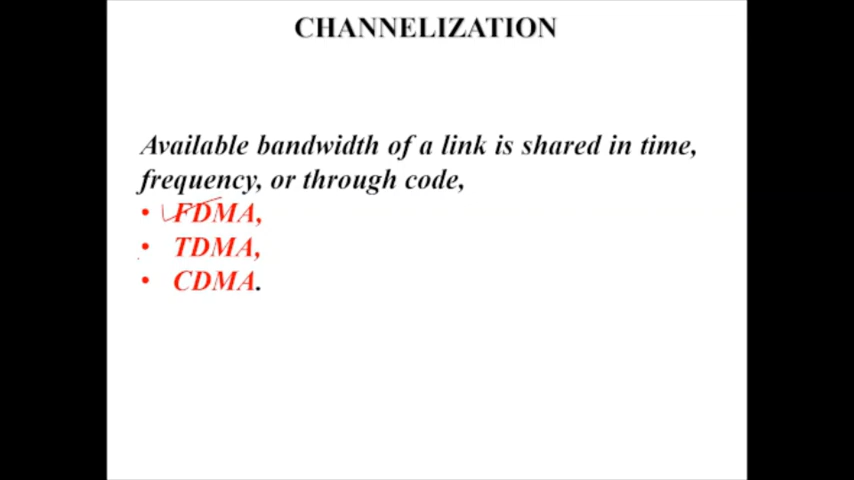 CHANNELIZATION
Available bandwidth of a link is shared in time,
frequency, or through code,
• FDMA,
• TDMA,
• CDMA.